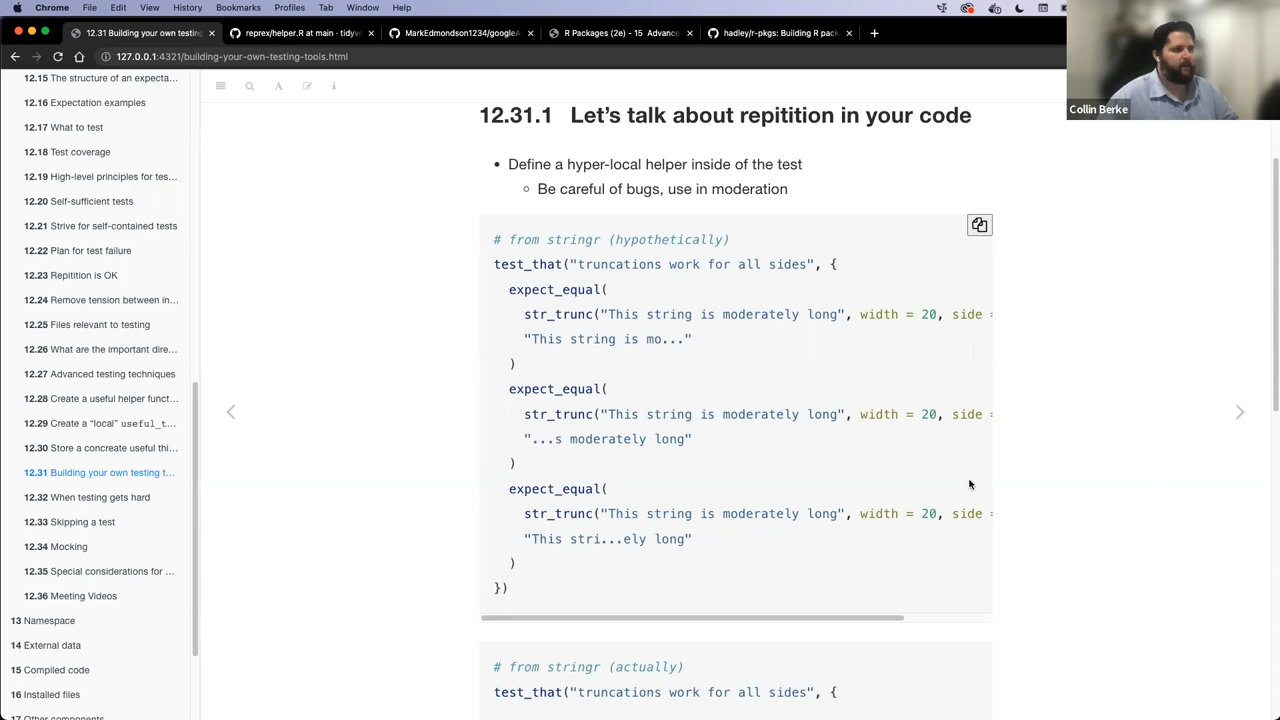 Chrome File Edit View History Bookmarks Profiles Tab Window Help
12.31 Building your own testing
reprex/helper.R at main · tidyv
MarkEdmondson1234/googleA
R Packages (2e) - 15 Advance
hadley/r-pkgs: Building R pack
127.0.0.1:4321/building-your-own-testing-tools.html
Collin Berke
12.15 The structure of an expecta...
12.16 Expectation examples
12.17 What to test
12.18 Test coverage
12.19 High-level principles for tes...
12.20 Self-sufficient tests
12.21 Strive for self-contained tests
12.22 Plan for test failure
12.23 Repitition is OK
12.24 Remove tension between in...
12.25 Files relevant to testing
12.26 What are the important dire...
12.27 Advanced testing techniques
12.28 Create a useful helper funct...
12.29 Create a “local” useful_t...
12.30 Store a concreate useful thi...
12.31 Building your own testing t...
12.32 When testing gets hard
12.33 Skipping a test
12.34 Mocking
12.35 Special considerations for ...
12.36 Meeting Videos
13 Namespace
14 External data
15 Compiled code
16 Installed files
17 Other components
12.31.1 Let’s talk about repitition in your code
• Define a hyper-local helper inside of the test
◦ Be careful of bugs, use in moderation
# from stringr (hypothetically)
test_that("truncations work for all sides", {
expect_equal(
str_trunc("This string is moderately long", width = 20, side =
"This string is mo..."
)
expect_equal(
str_trunc("This string is moderately long", width = 20, side =
"...s moderately long"
)
expect_equal(
str_trunc("This string is moderately long", width = 20, side =
"This stri...ely long"
)
})
# from stringr (actually)
test_that("truncations work for all sides", {